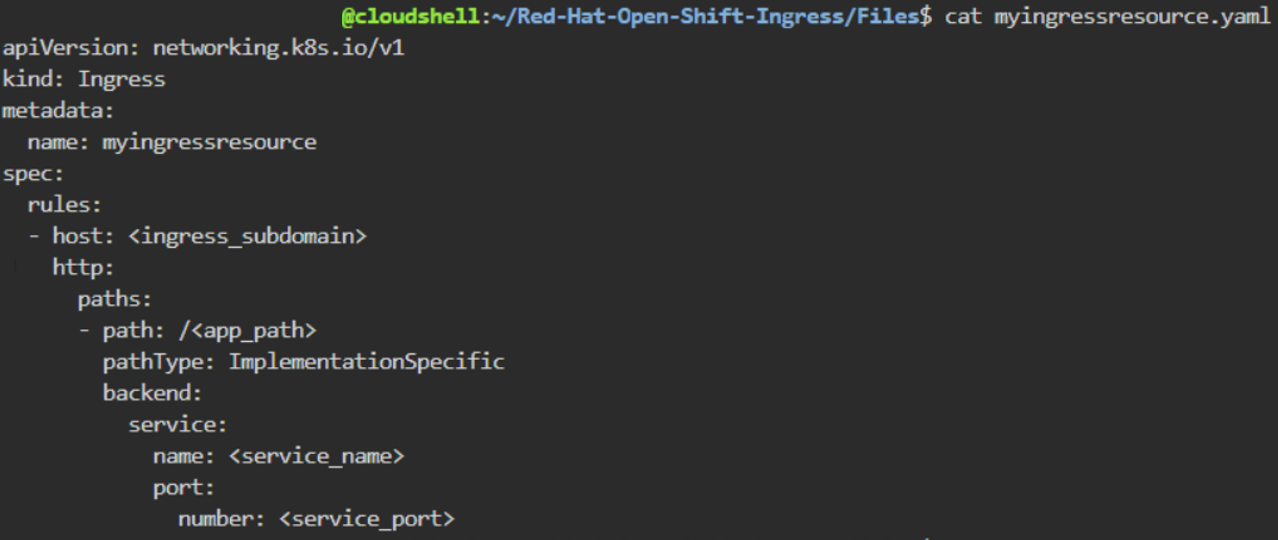 @cloudshell:~/Red-Hat-Open-Shift-Ingress/Files$ cat myingressresource.yaml
apiVersion: networking.k8s.io/v1
kind: Ingress
metadata:
  name: myingressresource
spec:
  rules:
  - host: <ingress_subdomain>
    http:
      paths:
      - path: /<app_path>
        pathType: ImplementationSpecific
        backend:
          service:
            name: <service_name>
            port:
              number: <service_port>